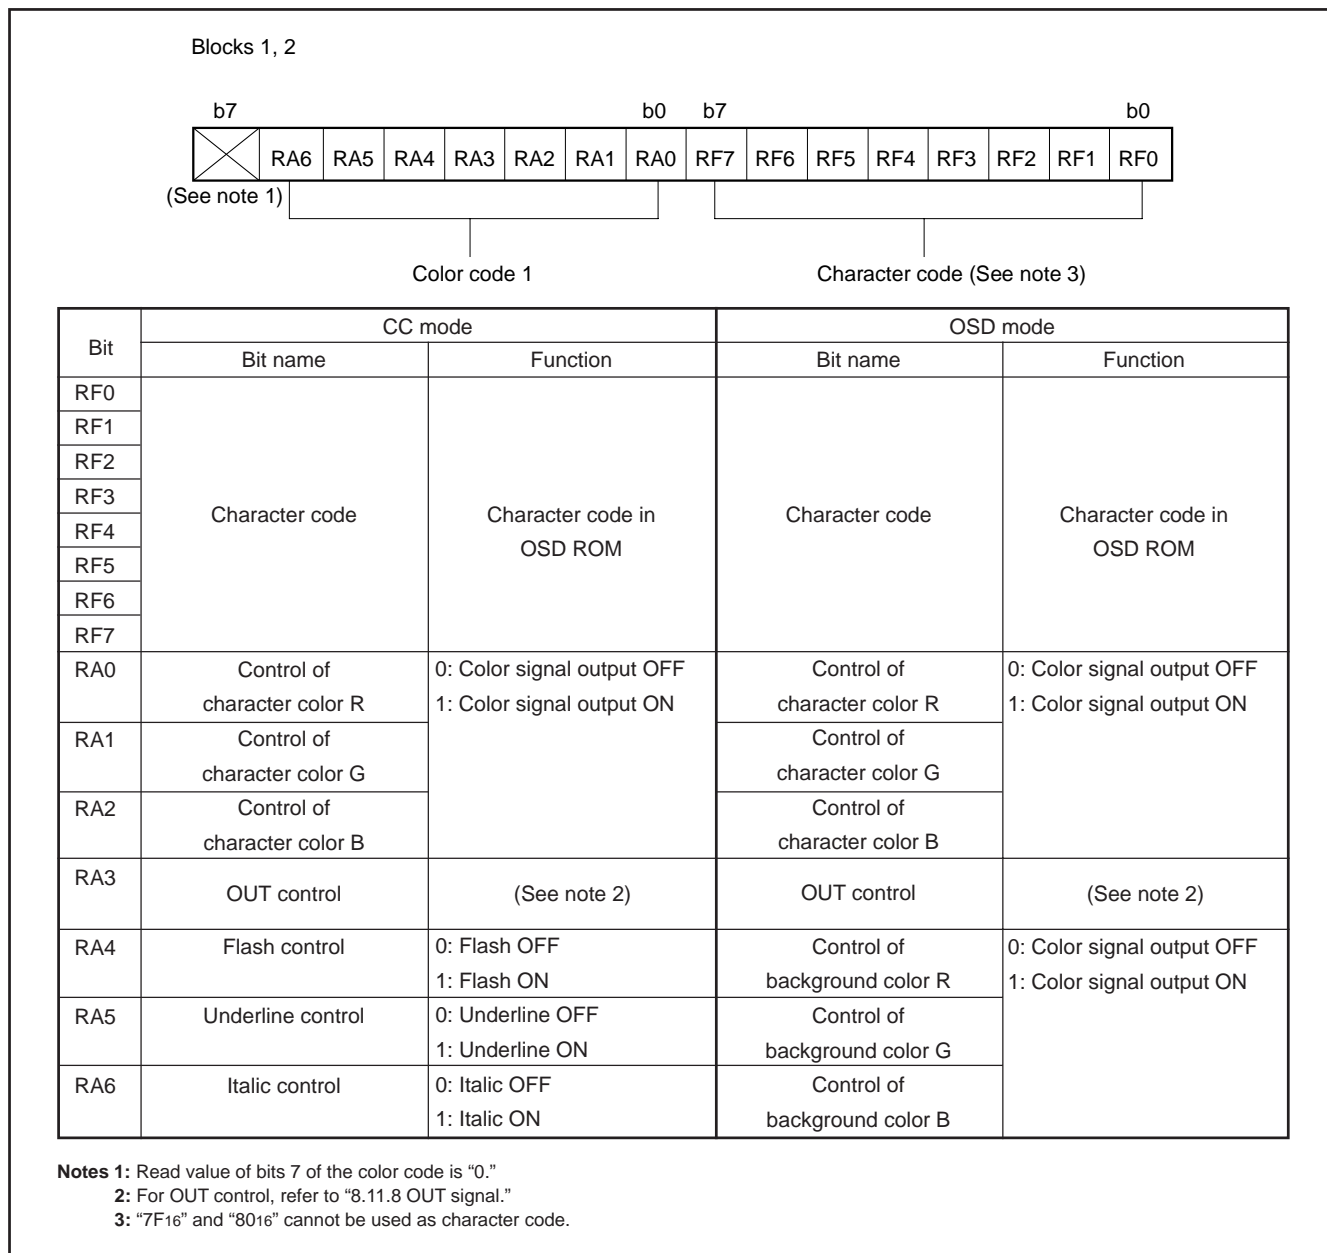 Blocks 1, 2
b7 b0 b7 b0
RA6 RA5 RA4 RA3 RA2 RA1 RA0 RF7 RF6 RF5 RF4 RF3 RF2 RF1 RF0
(See note 1)
Color code 1 Character code (See note 3)
Bit CC mode OSD mode
Bit name Function Bit name Function
RF0
RF1
RF2
RF3
RF4
RF5
RF6
RF7
Character code Character code in Character code Character code in
OSD ROM OSD ROM
RA0 Control of 0: Color signal output OFF Control of 0: Color signal output OFF
character color R 1: Color signal output ON character color R 1: Color signal output ON
RA1 Control of Control of
character color G character color G
RA2 Control of Control of
character color B character color B
RA3 OUT control (See note 2) OUT control (See note 2)
RA4 Flash control 0: Flash OFF Control of 0: Color signal output OFF
1: Flash ON background color R 1: Color signal output ON
RA5 Underline control 0: Underline OFF Control of
1: Underline ON background color G
RA6 Italic control 0: Italic OFF Control of
1: Italic ON background color B
Notes 1: Read value of bits 7 of the color code is “0.”
2: For OUT control, refer to “8.11.8 OUT signal.”
3: “7F16” and “8016” cannot be used as character code.